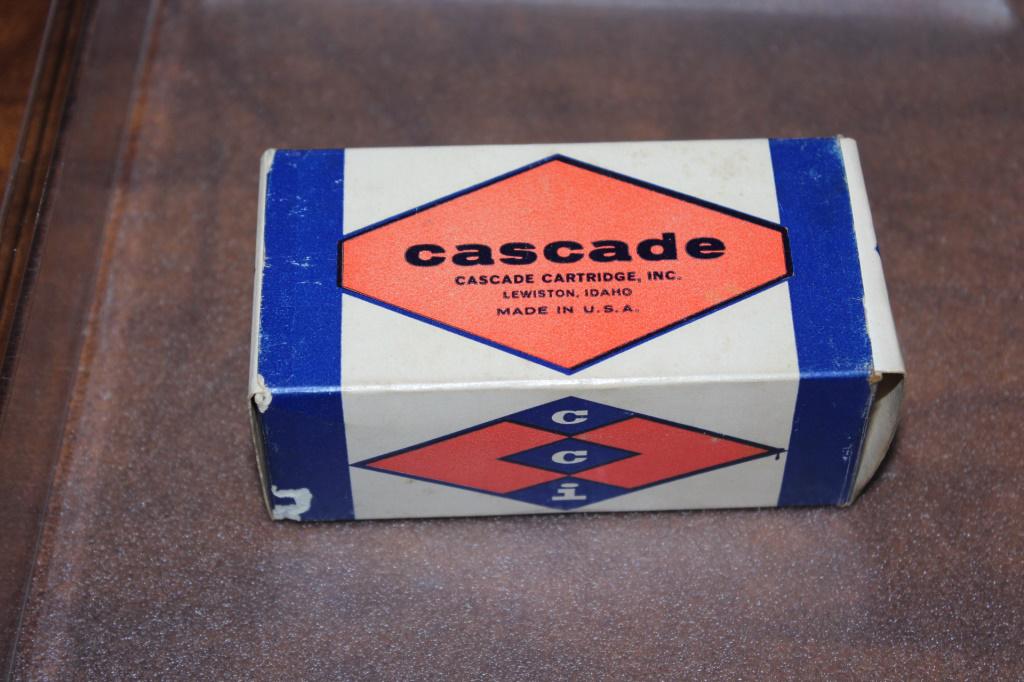 cascade
CASCADE CARTRIDGE, INC.
LEWISTON, IDAHO
MADE IN U.S.A.
c
c
i